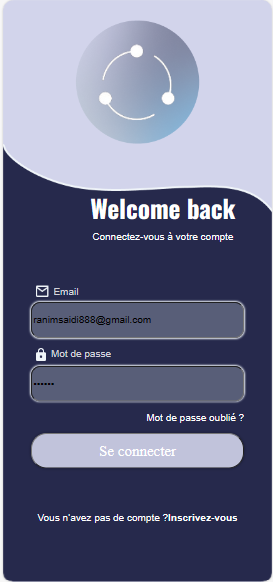 Welcome back
Connectez-vous à votre compte
Email
ranimsaidi888@gmail.com
Mot de passe
••••••
Mot de passe oublié ?
Se connecter
Vous n'avez pas de compte ?Inscrivez-vous